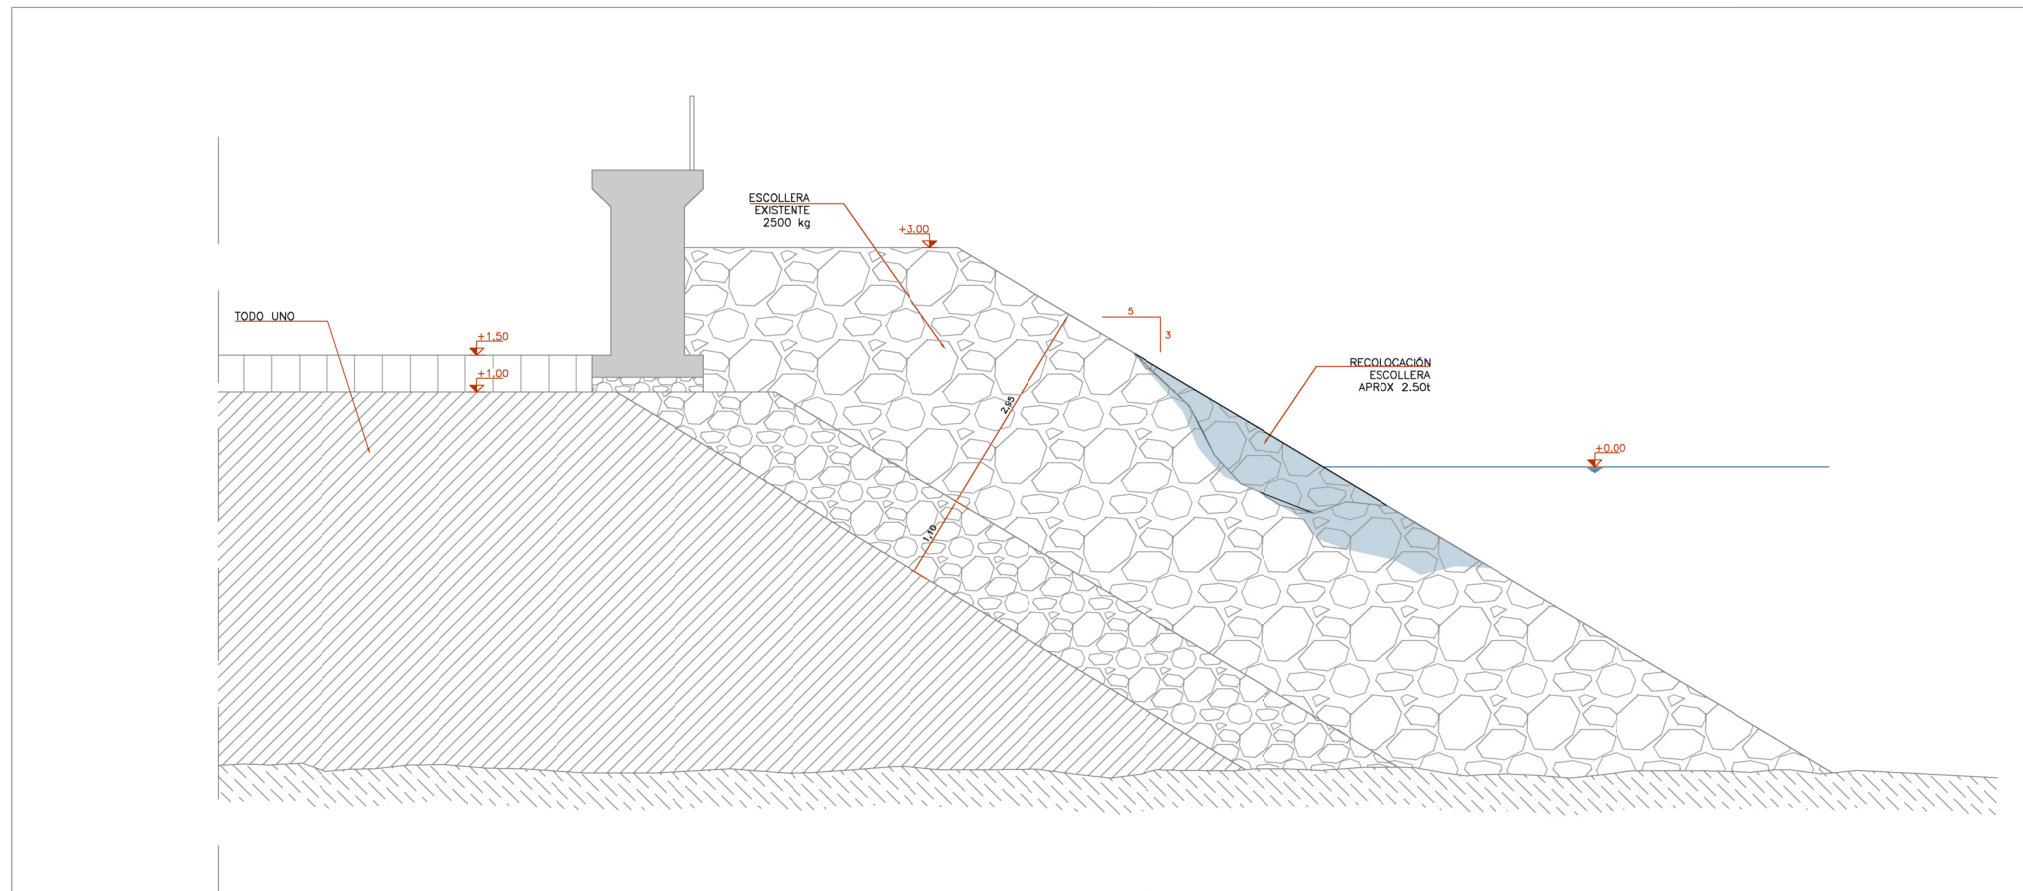 ESCOLLERA
EXISTENTE
2500 kg
+3.00
5
3
TODO UNO
+1.50
+1.00
RECOLOCACIÓN
ESCOLLERA
APROX 2.50t
2,95
+0.00
1,10